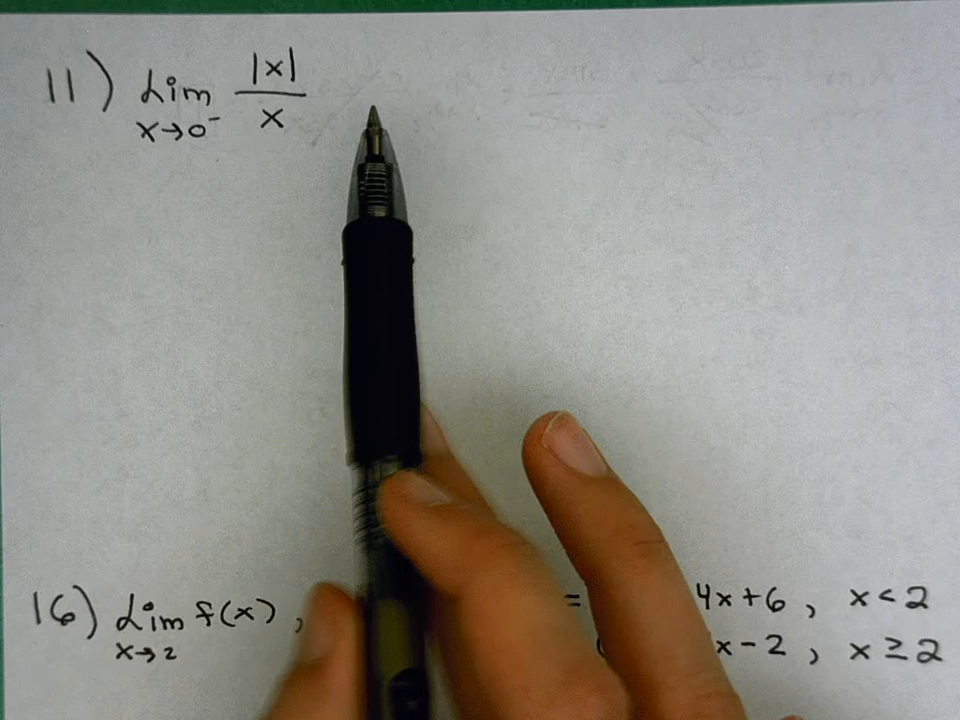 11) Lim |x| / x
x→0⁻
16) Lim f(x), = 4x+6, x<2
x→2 x-2, x≥2